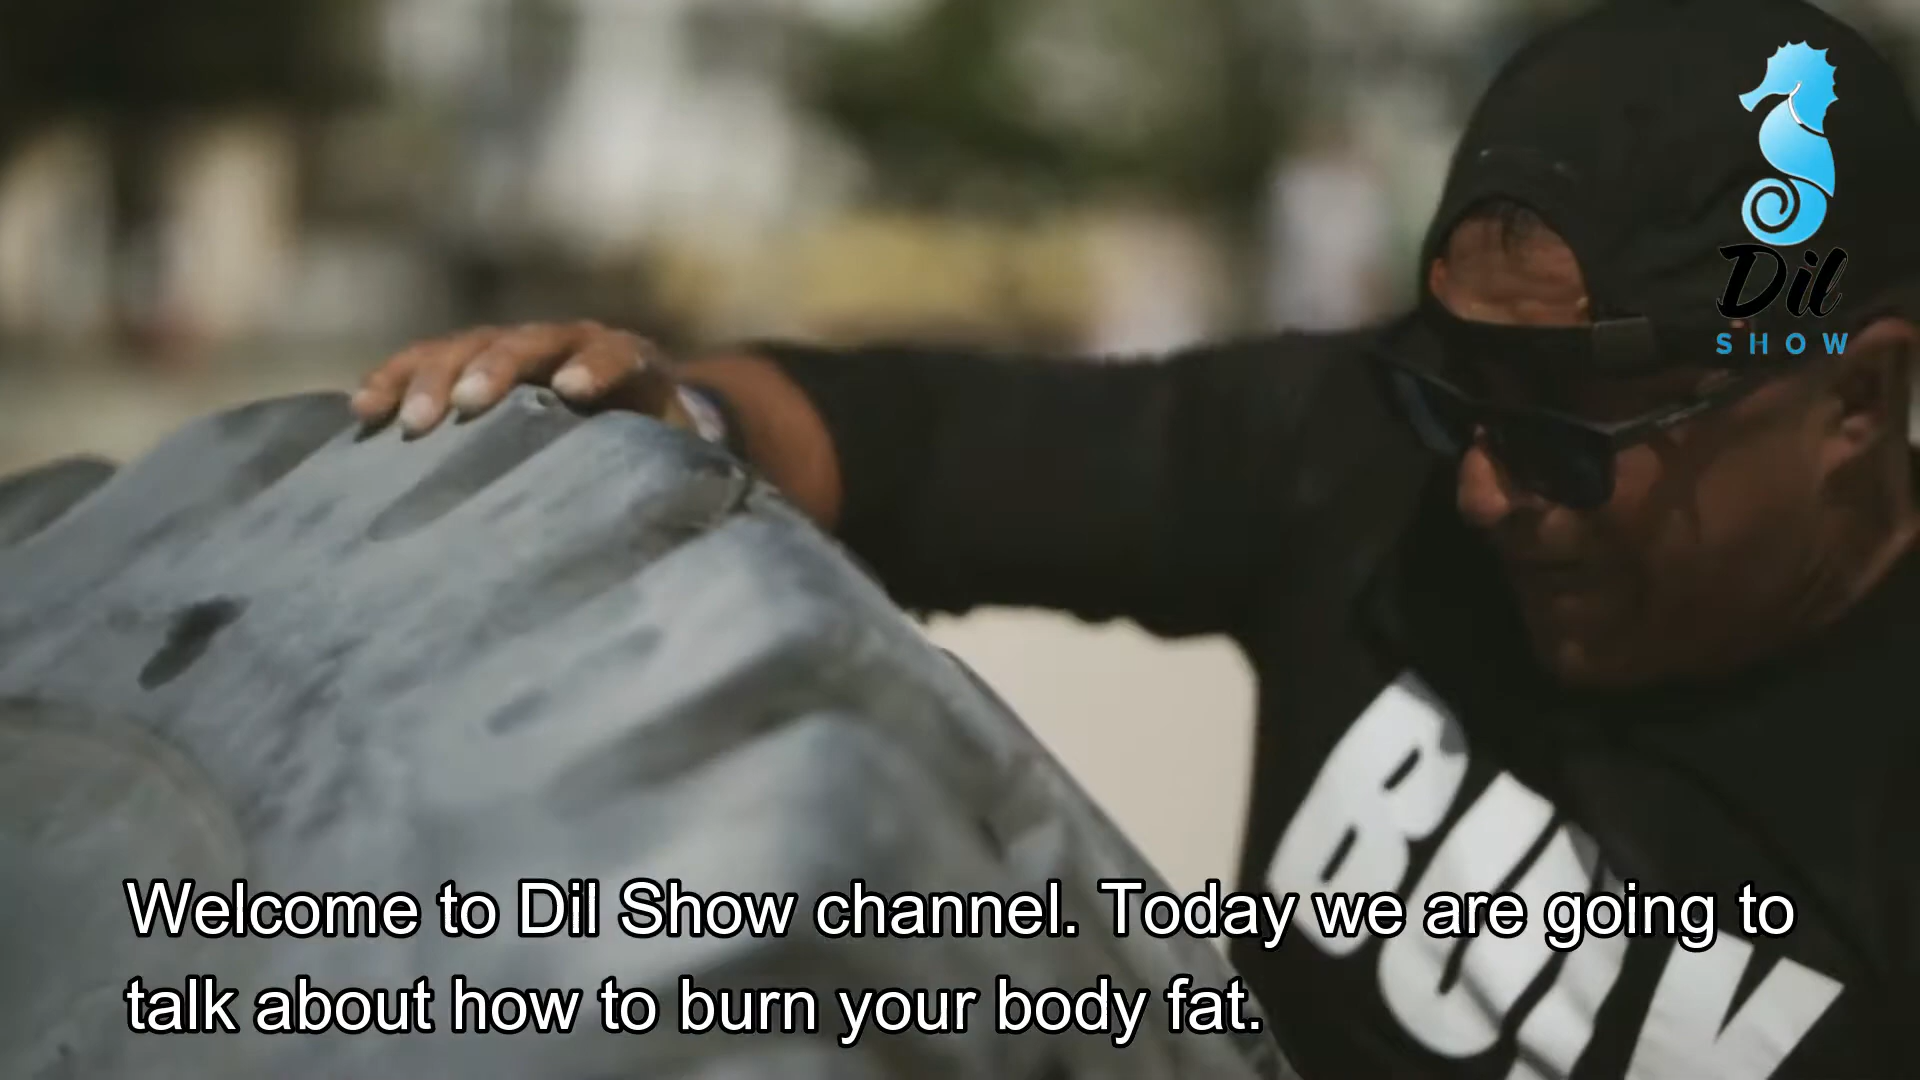 Dil
SHOW
Welcome to Dil Show channel. Today we are going to
talk about how to burn your body fat.